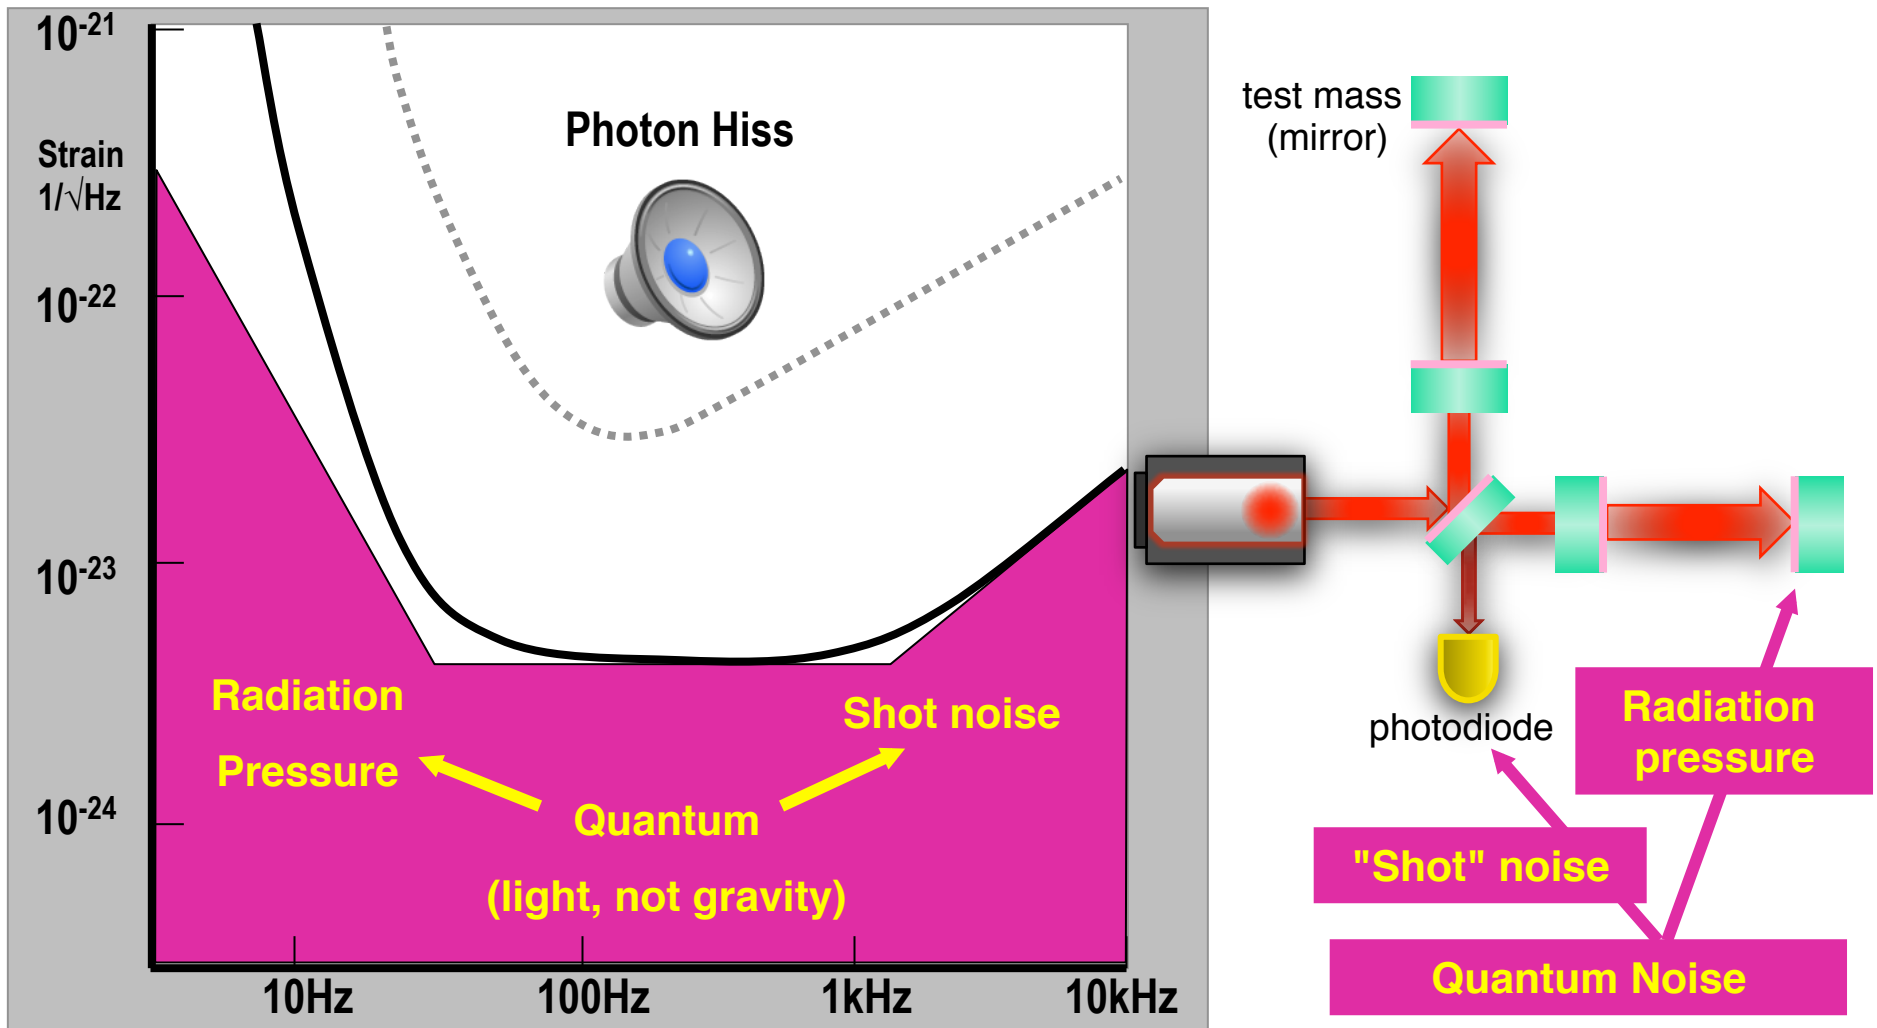 10-21
Strain
1/√Hz
10-22
10-23
10-24
Photon Hiss
Radiation
Pressure
Shot noise
Quantum
(light, not gravity)
10Hz
100Hz
1kHz
10kHz
test mass
(mirror)
photodiode
Radiation
pressure
"Shot" noise
Quantum Noise